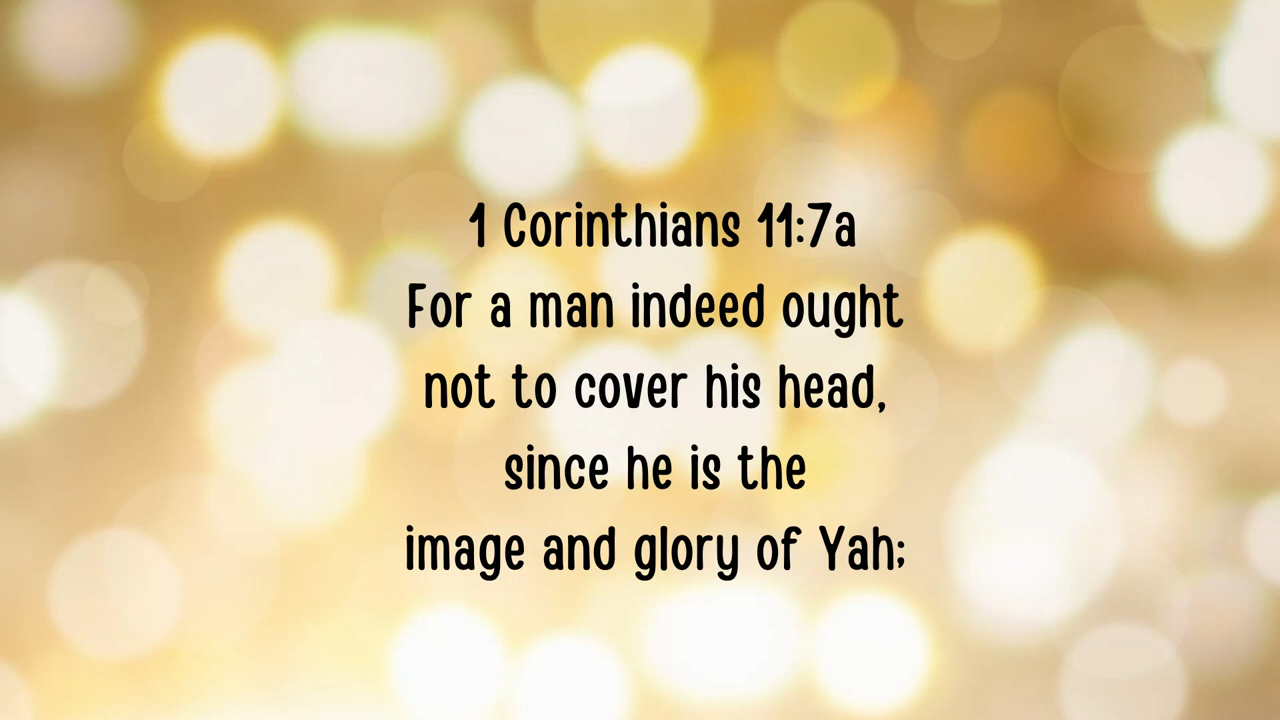 1 Corinthians 11:7a
For a man indeed ought
not to cover his head,
since he is the
image and glory of Yah;